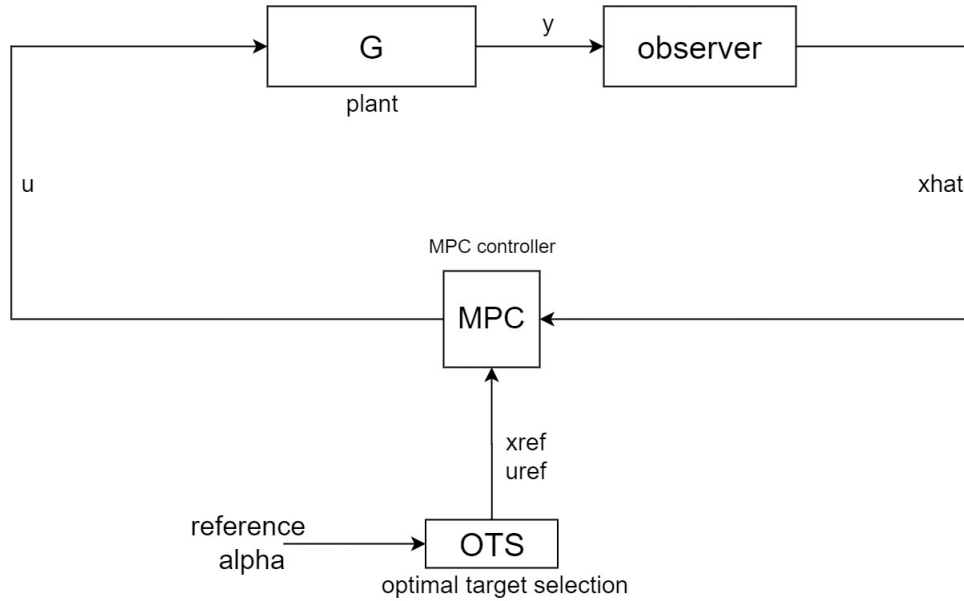 G
y
observer
plant
u
xhat
MPC controller
MPC
xref
uref
reference
alpha
OTS
optimal target selection